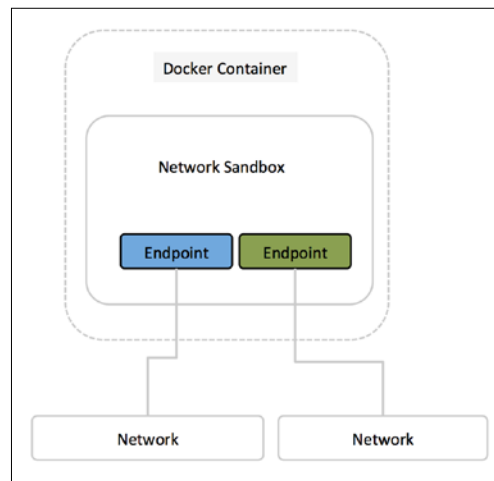 Docker Container
Network Sandbox
Endpoint
Endpoint
Network
Network